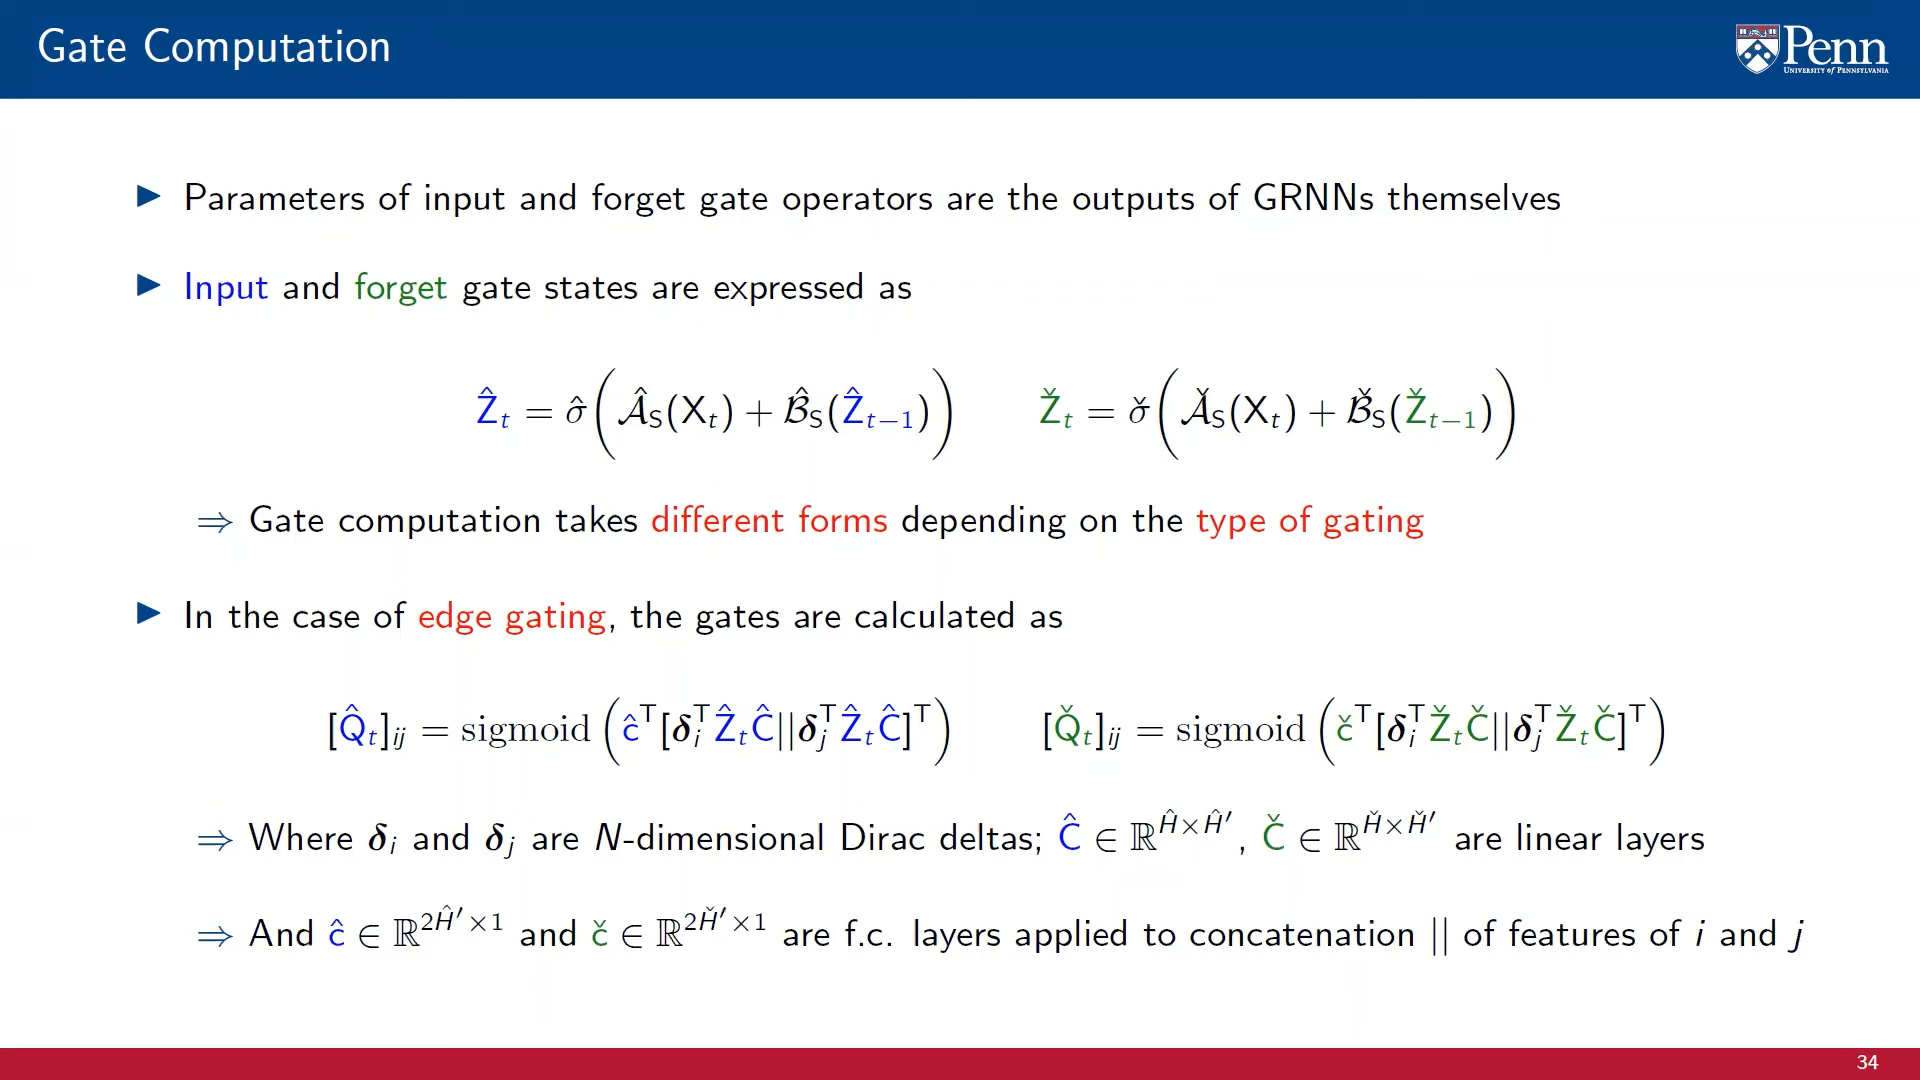 Gate Computation
Penn
UNIVERSITY of PENNSYLVANIA
▶ Parameters of input and forget gate operators are the outputs of GRNNs themselves
▶ Input and forget gate states are expressed as
Ẑ_t = σ̂(𝒜̂_S(X_t) + ℬ̂_S(Ẑ_{t−1})) Ž_t = σ̌(𝒜̌_S(X_t) + ℬ̌_S(Ž_{t−1}))
⇒ Gate computation takes different forms depending on the type of gating
▶ In the case of edge gating, the gates are calculated as
[Q̂_t]_{ij} = sigmoid(ĉ^T[δ_i^T Ẑ_t Ĉ||δ_j^T Ẑ_t Ĉ]^T) [Q̌_t]_{ij} = sigmoid(č^T[δ_i^T Ž_t Č||δ_j^T Ž_t Č]^T)
⇒ Where δ_i and δ_j are N-dimensional Dirac deltas; Ĉ ∈ ℝ^{Ĥ×Ĥ′}, Č ∈ ℝ^{Ȟ×Ȟ′} are linear layers
⇒ And ĉ ∈ ℝ^{2Ĥ′×1} and č ∈ ℝ^{2Ȟ′×1} are f.c. layers applied to concatenation || of features of i and j
34